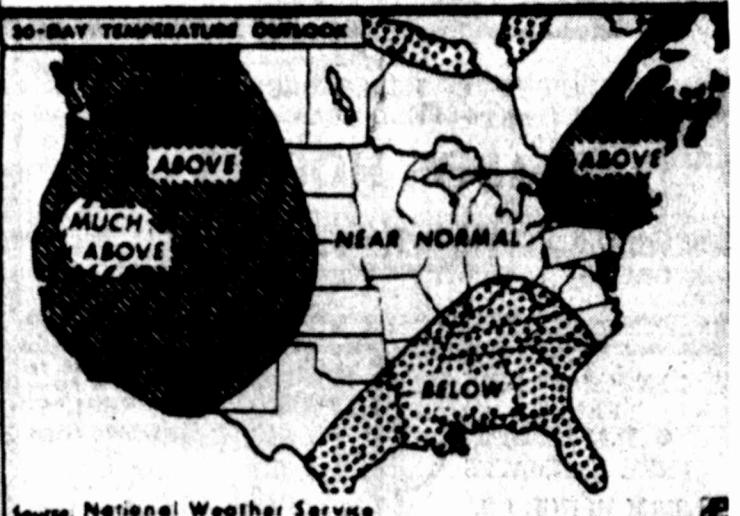 30-DAY TEMPERATURE OUTLOOK
ABOVE
ABOVE
MUCH
ABOVE
NEAR NORMAL
BELOW
Source: National Weather Service